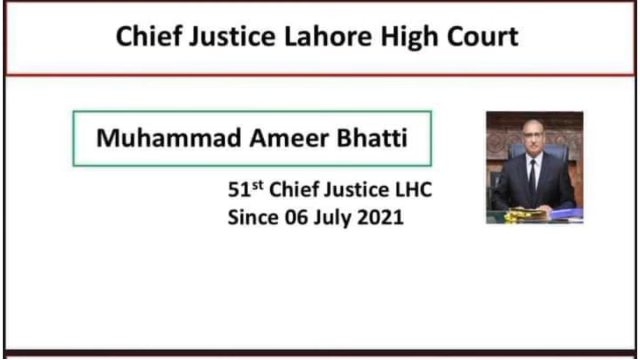 Chief Justice Lahore High Court
Muhammad Ameer Bhatti
51st Chief Justice LHC
Since 06 July 2021